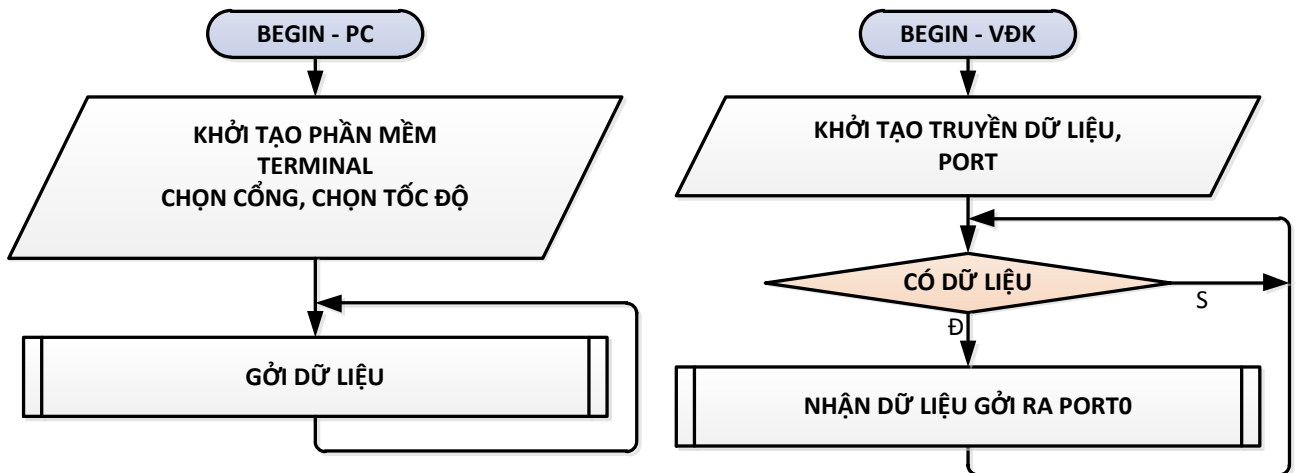 BEGIN - PC
KHỞI TẠO PHẦN MỀM
TERMINAL
CHỌN CỔNG, CHỌN TỐC ĐỘ
GỞI DỮ LIỆU
BEGIN - VĐK
KHỞI TẠO TRUYỀN DỮ LIỆU,
PORT
CÓ DỮ LIỆU
S
Đ
NHẬN DỮ LIỆU GỞI RA PORT0